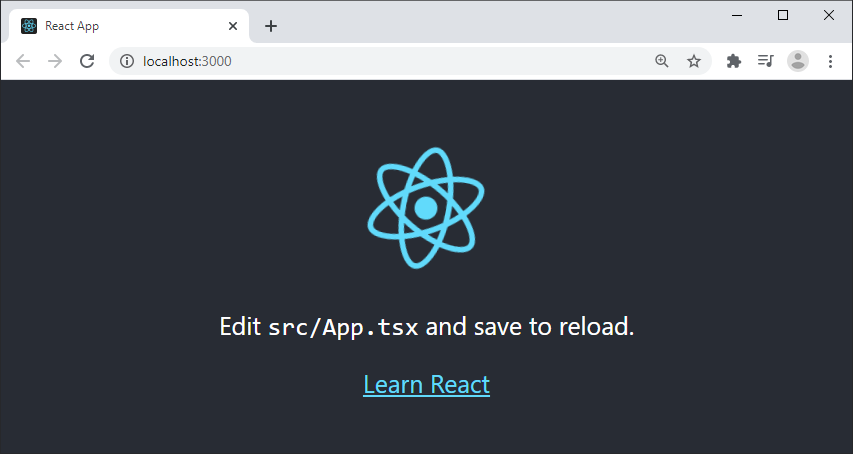 React App
localhost:3000
Edit src/App.tsx and save to reload.
Learn React